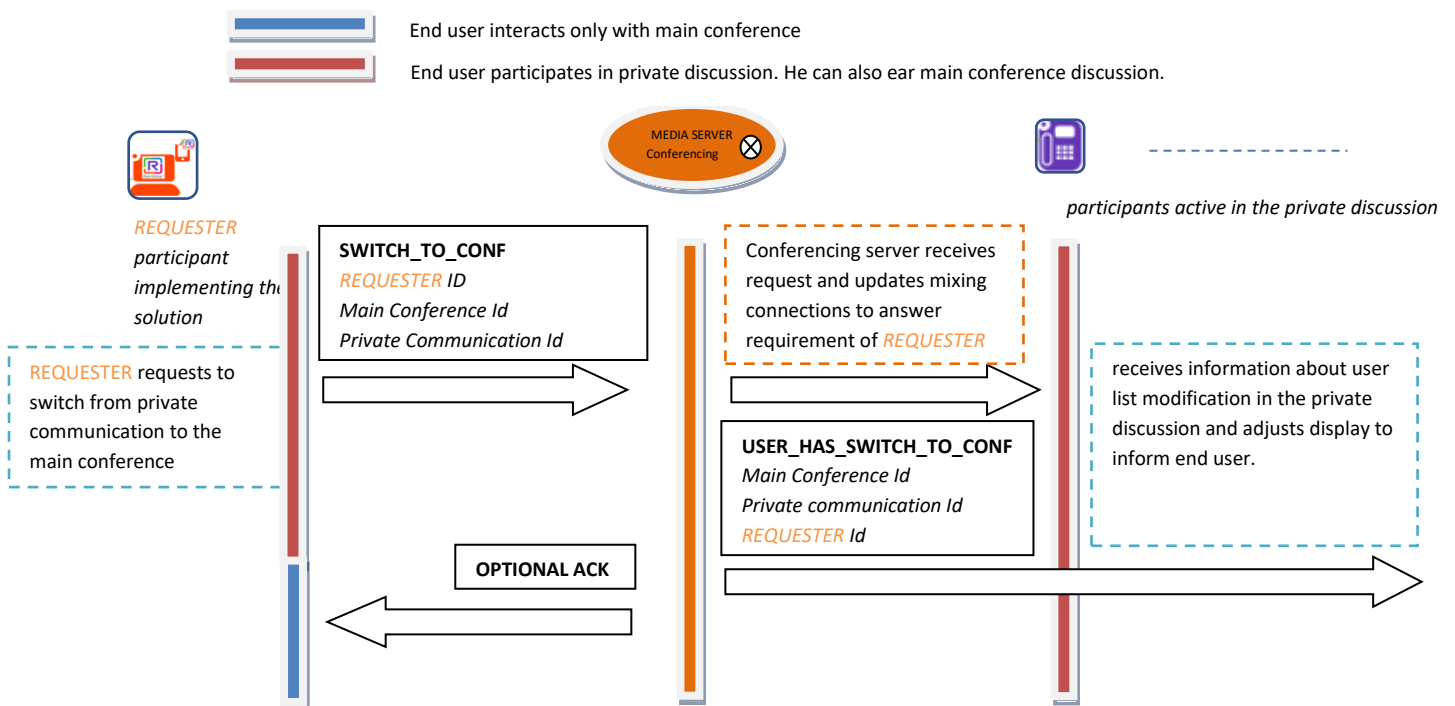 End user interacts only with main conference
End user participates in private discussion. He can also ear main conference discussion.
MEDIA SERVER
Conferencing
R
REQUESTER
participant
implementing the
solution
participants active in the private discussion
SWITCH_TO_CONF
REQUESTER ID
Main Conference Id
Private Communication Id
Conferencing server receives
request and updates mixing
connections to answer
requirement of REQUESTER
REQUESTER requests to
switch from private
communication to the
main conference
receives information about user
list modification in the private
discussion and adjusts display to
inform end user.
USER_HAS_SWITCH_TO_CONF
Main Conference Id
Private communication Id
REQUESTER Id
OPTIONAL ACK